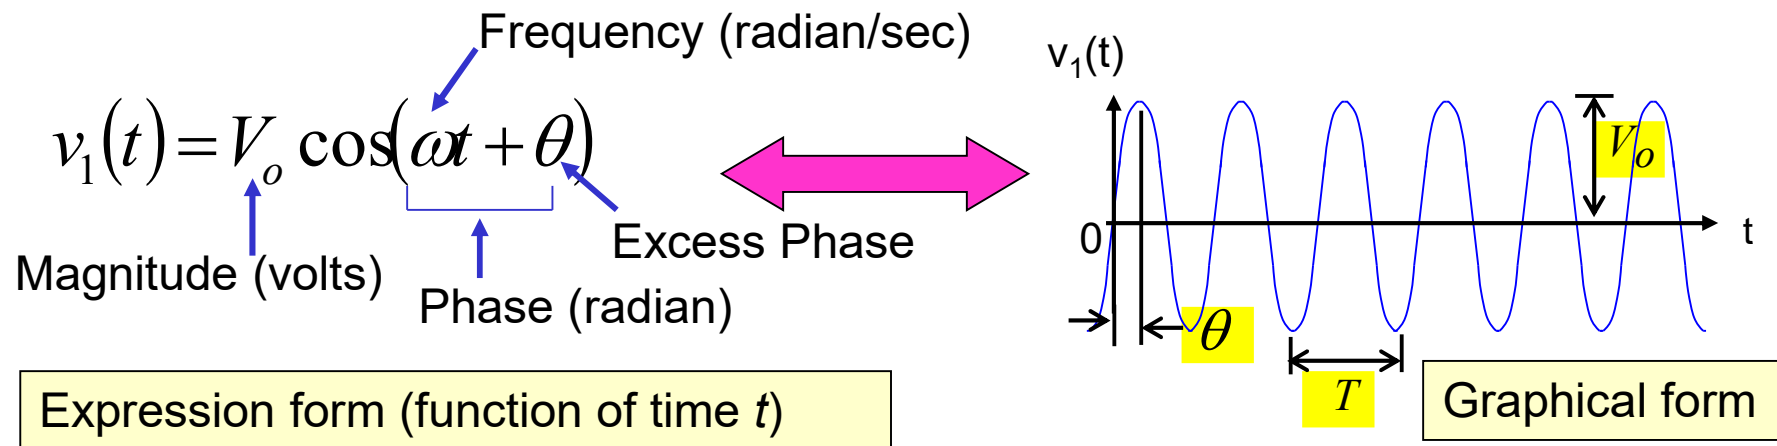 Frequency (radian/sec)
v₁(t) = Vₒ cos(ωt + θ)
Magnitude (volts)
Excess Phase
Phase (radian)
Expression form (function of time t)
v₁(t)
Vo
0
t
θ
T
Graphical form